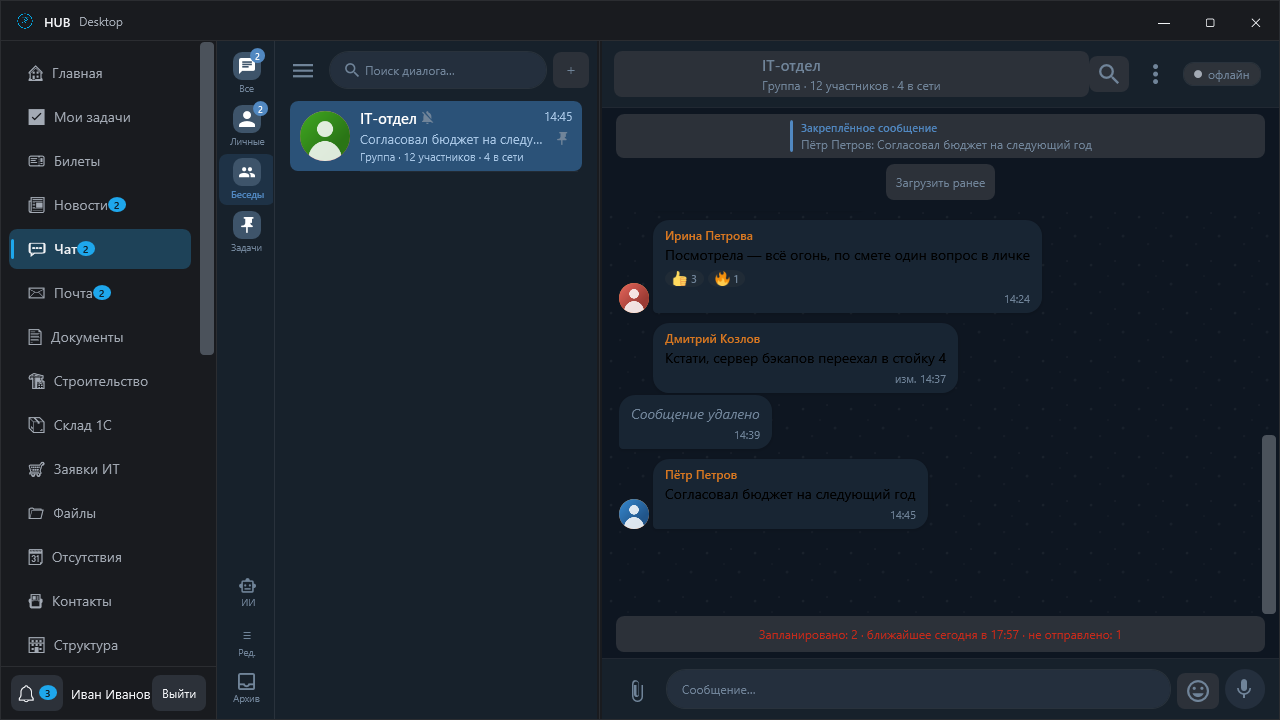 HUB Desktop
Главная
Мои задачи
Билеты
Новости 2
Чат 2
Почта 2
Документы
Строительство
Склад 1С
Заявки ИТ
Файлы
31 Отсутствия
Контакты
Структура
3 Иван Иванов Выйти
2
Все
2
Личные
Беседы
Задачи
ИИ
Ред.
Архив
Поиск диалога...
+
IT-отдел 14:45
Согласовал бюджет на следу...
Группа · 12 участников · 4 в сети
IT-отдел
Группа · 12 участников · 4 в сети
офлайн
Закреплённое сообщение
Пётр Петров: Согласовал бюджет на следующий год
Загрузить ранее
Ирина Петрова
Посмотрела — всё огонь, по смете один вопрос в личке
👍 3 🔥 1
14:24
Дмитрий Козлов
Кстати, сервер бэкапов переехал в стойку 4
изм. 14:37
Сообщение удалено
14:39
Пётр Петров
Согласовал бюджет на следующий год
14:45
Запланировано: 2 · ближайшее сегодня в 17:57 · не отправлено: 1
Сообщение...